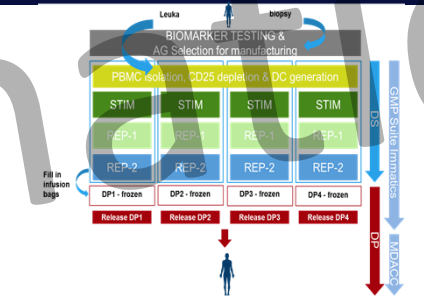 Leuka
biopsy
BIOMARKER TESTING &
AG Selection for manufacturing
PBMC isolation, CD25 depletion & DC generation
STIM STIM STIM STIM
REP-1 REP-1 REP-1 REP-1
REP-2 REP-2 REP-2 REP-2
Fill in
infusion
bags
DP1 - frozen DP2 - frozen DP3 - frozen DP4 - frozen
Release DP1 Release DP2 Release DP3 Release DP4
DS
DP
GMP Suite Immatics
MDACC